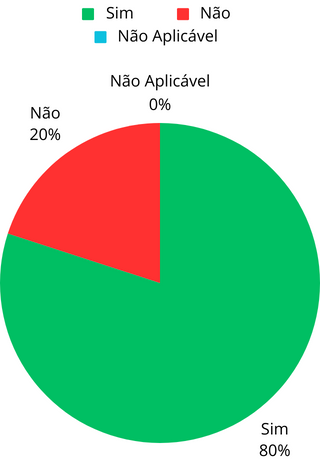 Sim Não
Não Aplicável
Não Aplicável
0%
Não
20%
Sim
80%